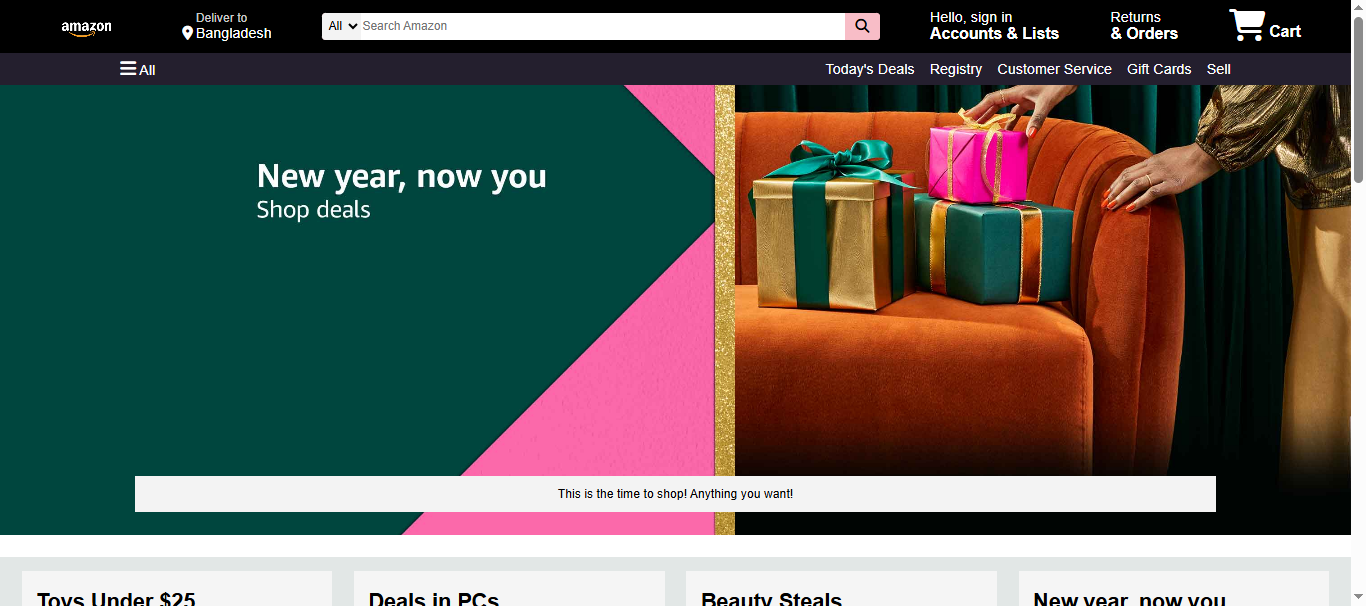 amazon
Deliver to
Bangladesh
All
Search Amazon
Hello, sign in
Accounts & Lists
Returns
& Orders
Cart
All
Today's Deals
Registry
Customer Service
Gift Cards
Sell
New year, now you
Shop deals
This is the time to shop! Anything you want!
Toys Under $25
Deals in PCs
Beauty Steals
New year, now you